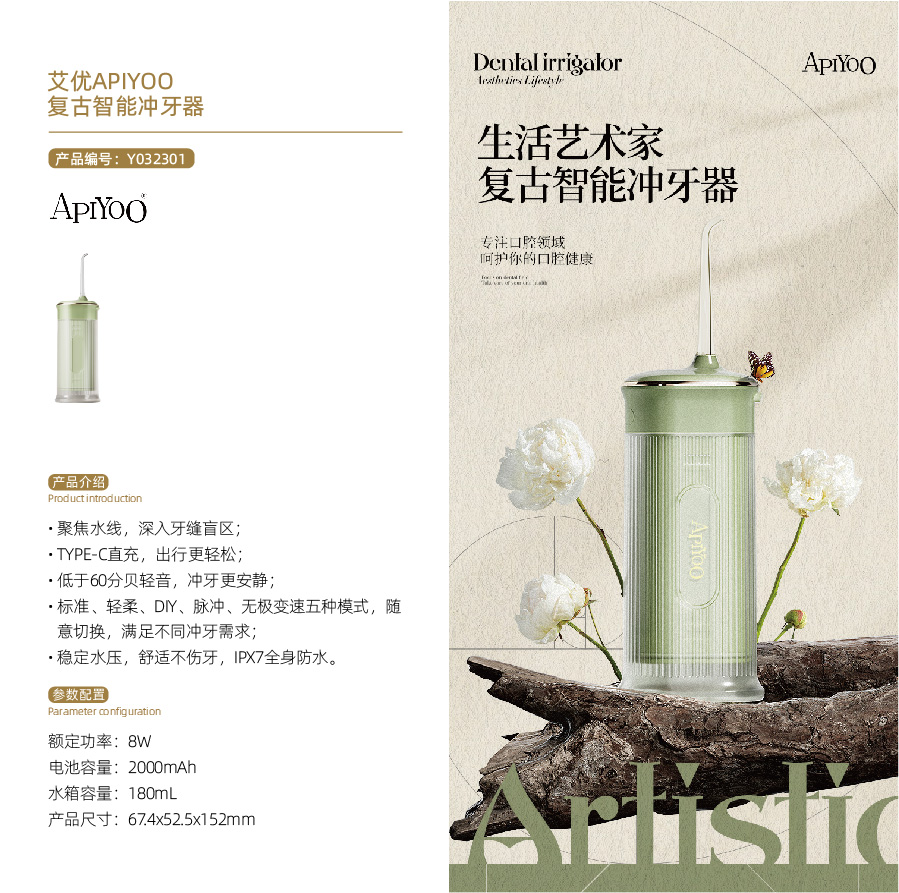 艾优APIYOO
复古智能冲牙器
产品编号：Y032301
APIYOO
产品介绍
Product introduction
• 聚焦水线，深入牙缝盲区；
• TYPE-C直充，出行更轻松；
• 低于60分贝轻音，冲牙更安静；
• 标准、轻柔、DIY、脉冲、无极变速五种模式，随
意切换，满足不同冲牙需求；
• 稳定水压，舒适不伤牙，IPX7全身防水。
参数配置
Parameter configuration
额定功率：8W
电池容量：2000mAh
水箱容量：180mL
产品尺寸：67.4x52.5x152mm
Dental irrigator
Aesthetics Lifestyle
APIYOO
生活艺术家
复古智能冲牙器
专注口腔领域
呵护你的口腔健康
APIYOO
Artistic